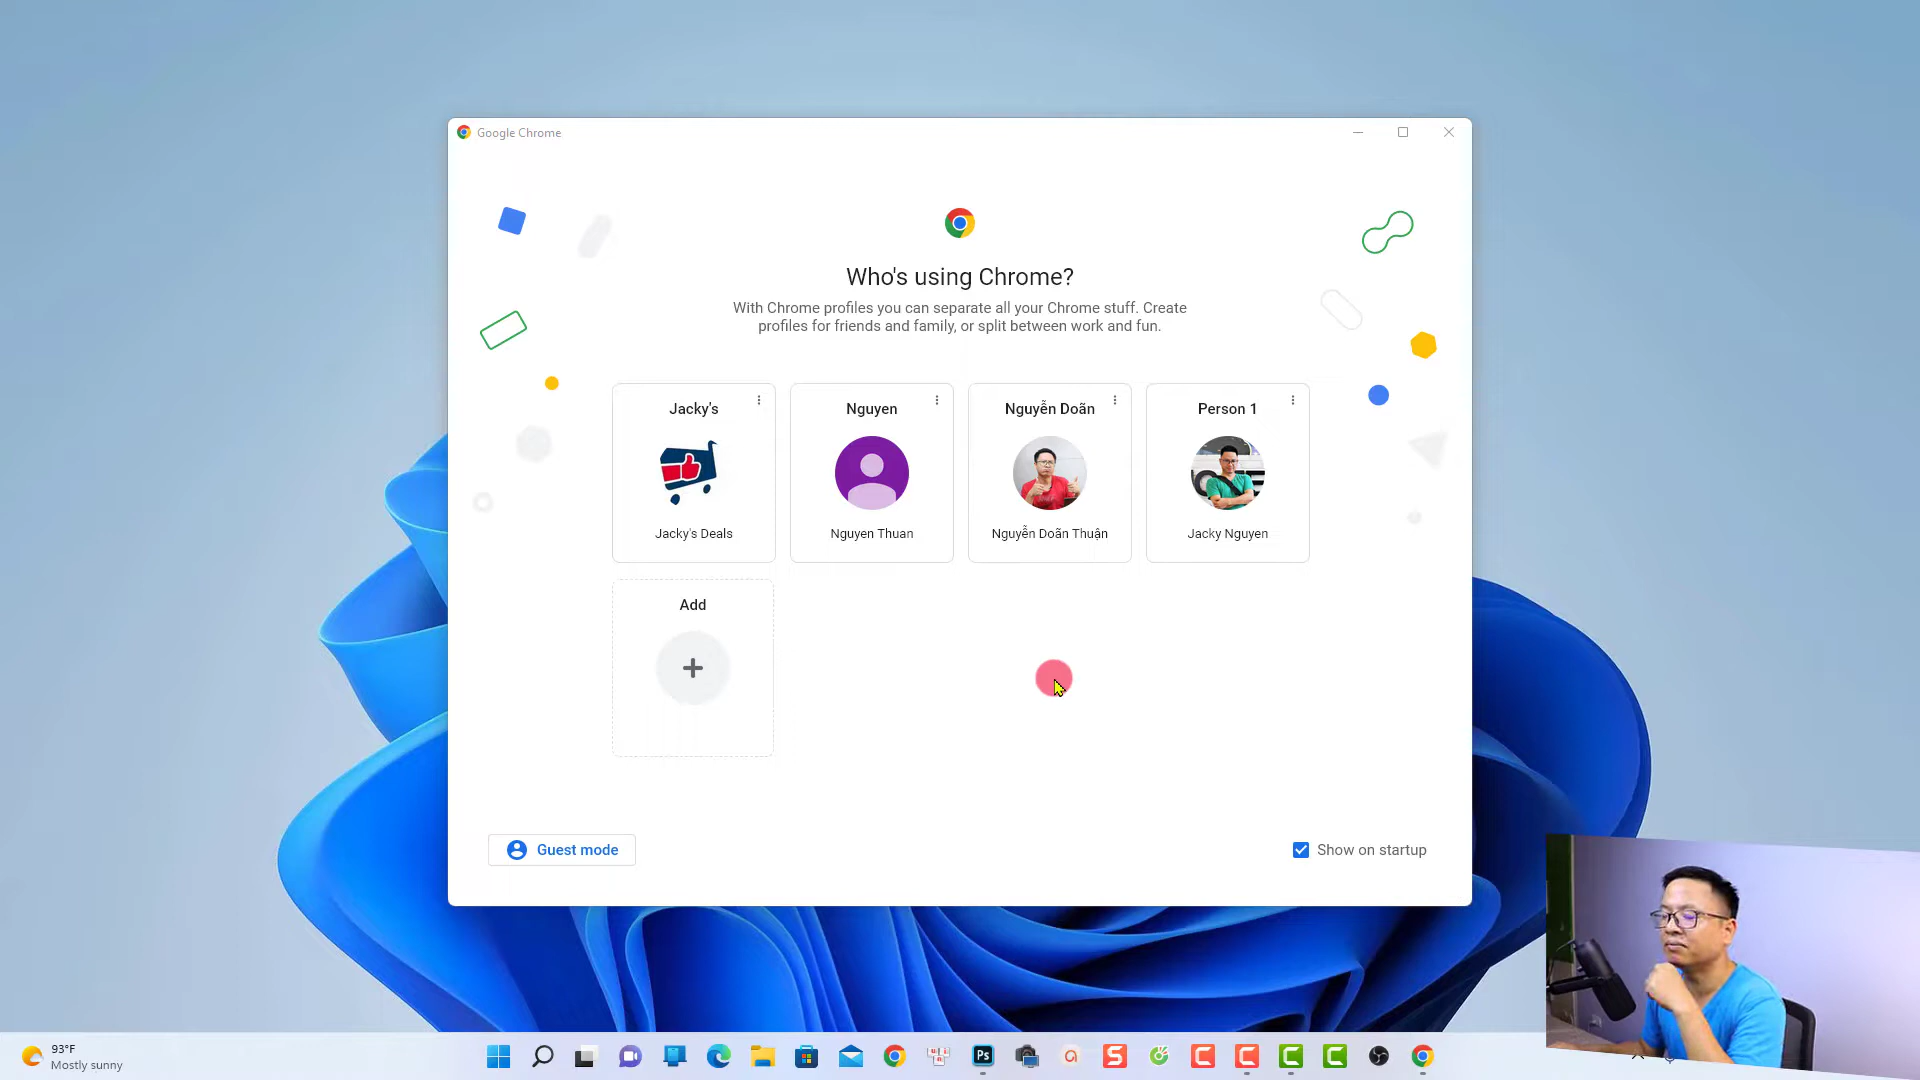 Google Chrome
Who's using Chrome?
With Chrome profiles you can separate all your Chrome stuff. Create
profiles for friends and family, or split between work and fun.
Jacky's
Nguyen
Nguyễn Doãn
Person 1
Jacky's Deals
Nguyen Thuan
Nguyễn Doãn Thuận
Jacky Nguyen
Add
Guest mode
Show on startup
93°F
Mostly sunny
Ps
S